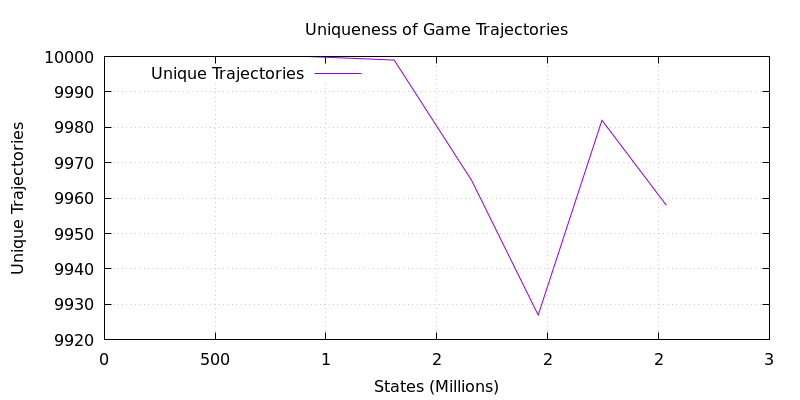 Uniqueness of Game Trajectories
Unique Trajectories
Unique Trajectories
10000
9990
9980
9970
9960
9950
9940
9930
9920
0 500 1 2 2 2 3
States (Millions)